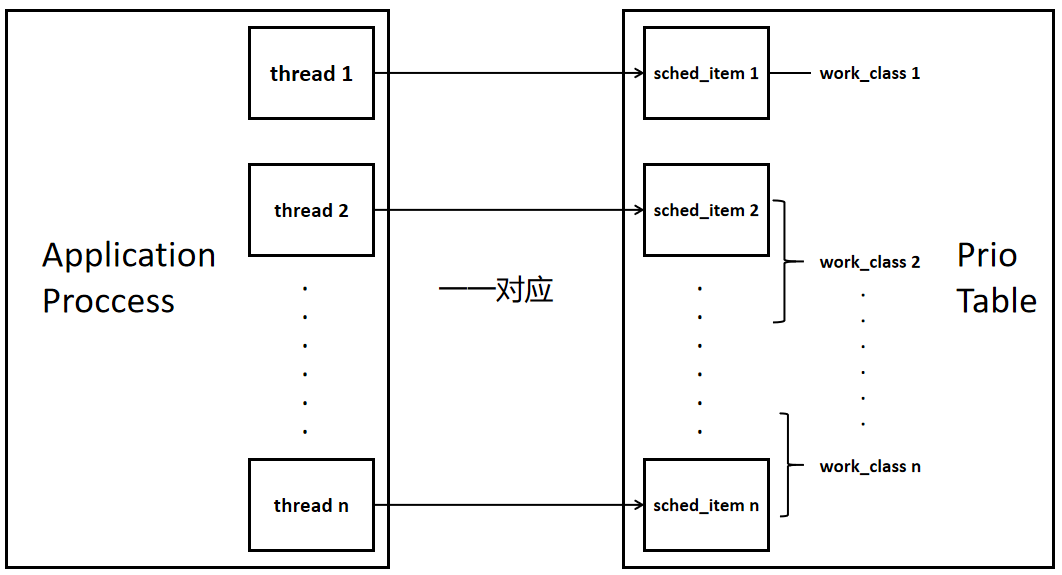 thread 1
sched_item 1
work_class 1
thread 2
sched_item 2
Application
Proccess
一一对应
work_class 2
Prio
Table
work_class n
thread n
sched_item n